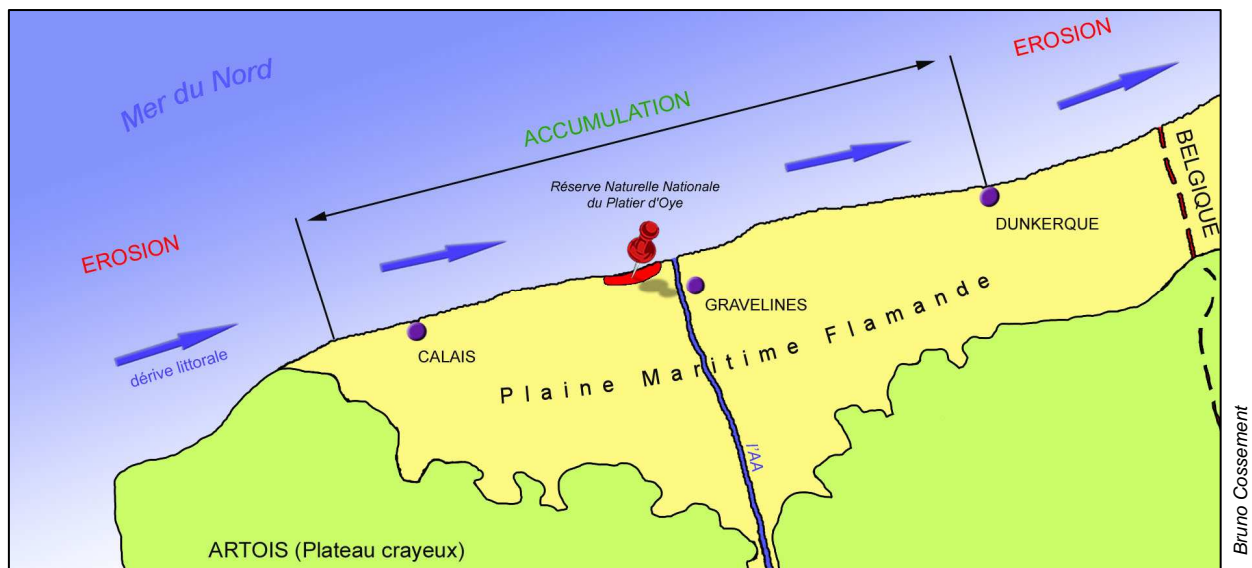 Mer du Nord
EROSION
ACCUMULATION
EROSION
Réserve Naturelle Nationale
du Platier d'Oye
BELGIQUE
DUNKERQUE
GRAVELINES
CALAIS
dérive littorale
Plaine Maritime Flamande
l'AA
ARTOIS (Plateau crayeux)
Bruno Cossement